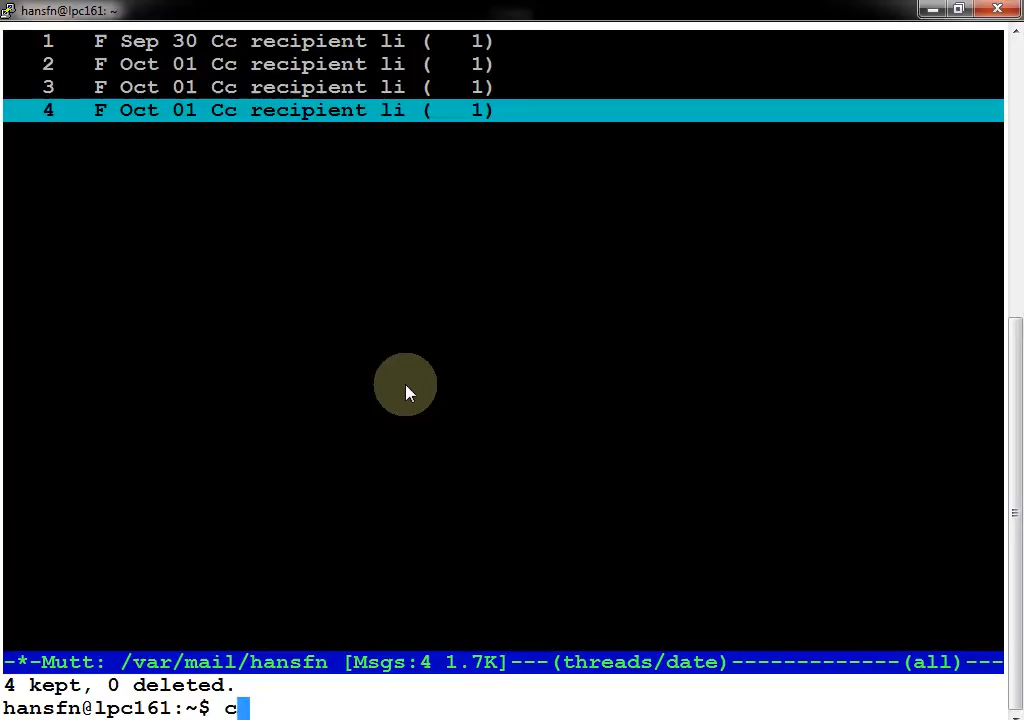 hansfn@lpc161: ~
1 F Sep 30 Cc recipient li ( 1)
2 F Oct 01 Cc recipient li ( 1)
3 F Oct 01 Cc recipient li ( 1)
4 F Oct 01 Cc recipient li ( 1)
-*-Mutt: /var/mail/hansfn [Msgs:4 1.7K]---(threads/date)-------------(all)---
4 kept, 0 deleted.
hansfn@lpc161:~$ c